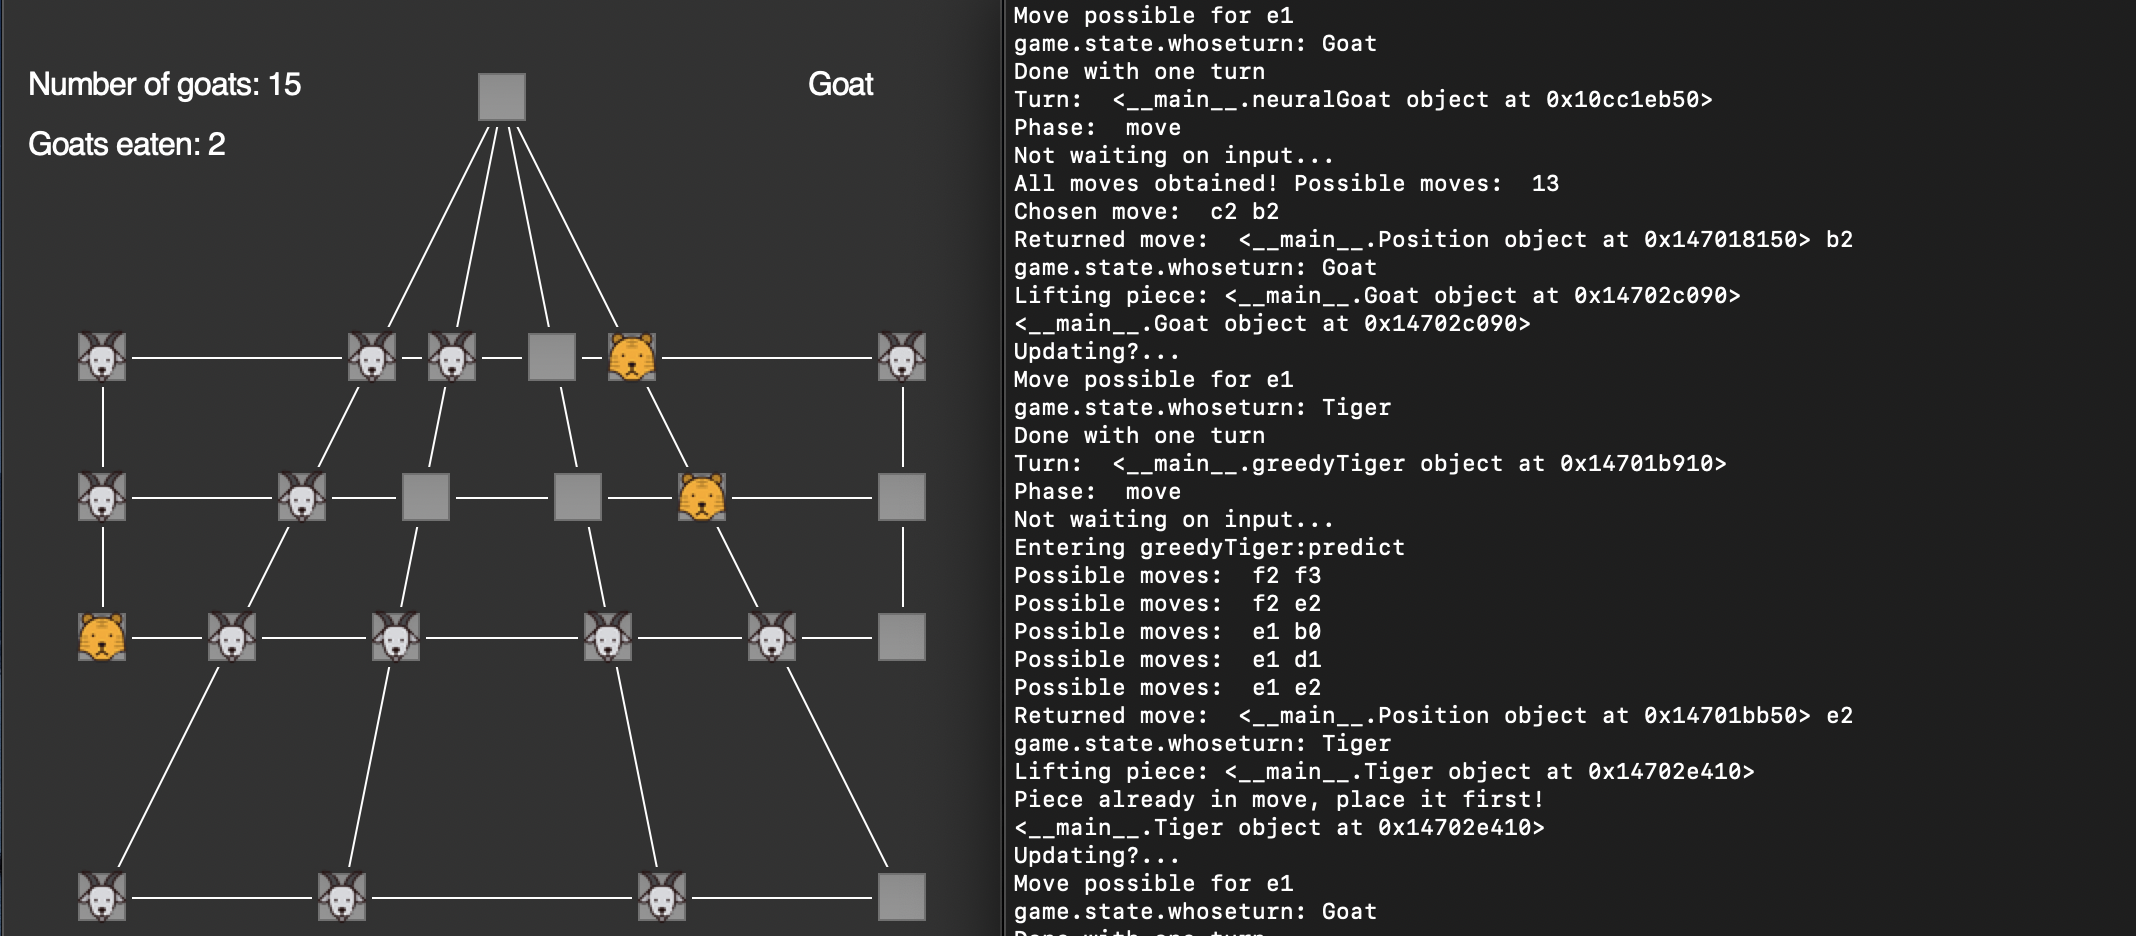 Number of goats: 15
Goat
Goats eaten: 2
Move possible for e1
game.state.whoseturn: Goat
Done with one turn
Turn:  <__main__.neuralGoat object at 0x10cc1eb50>
Phase:  move
Not waiting on input...
All moves obtained! Possible moves:  13
Chosen move:  c2 b2
Returned move:  <__main__.Position object at 0x147018150> b2
game.state.whoseturn: Goat
Lifting piece: <__main__.Goat object at 0x14702c090>
<__main__.Goat object at 0x14702c090>
Updating?...
Move possible for e1
game.state.whoseturn: Tiger
Done with one turn
Turn:  <__main__.greedyTiger object at 0x14701b910>
Phase:  move
Not waiting on input...
Entering greedyTiger:predict
Possible moves:  f2 f3
Possible moves:  f2 e2
Possible moves:  e1 b0
Possible moves:  e1 d1
Possible moves:  e1 e2
Returned move:  <__main__.Position object at 0x14701bb50> e2
game.state.whoseturn: Tiger
Lifting piece: <__main__.Tiger object at 0x14702e410>
Piece already in move, place it first!
<__main__.Tiger object at 0x14702e410>
Updating?...
Move possible for e1
game.state.whoseturn: Goat
Done with one turn